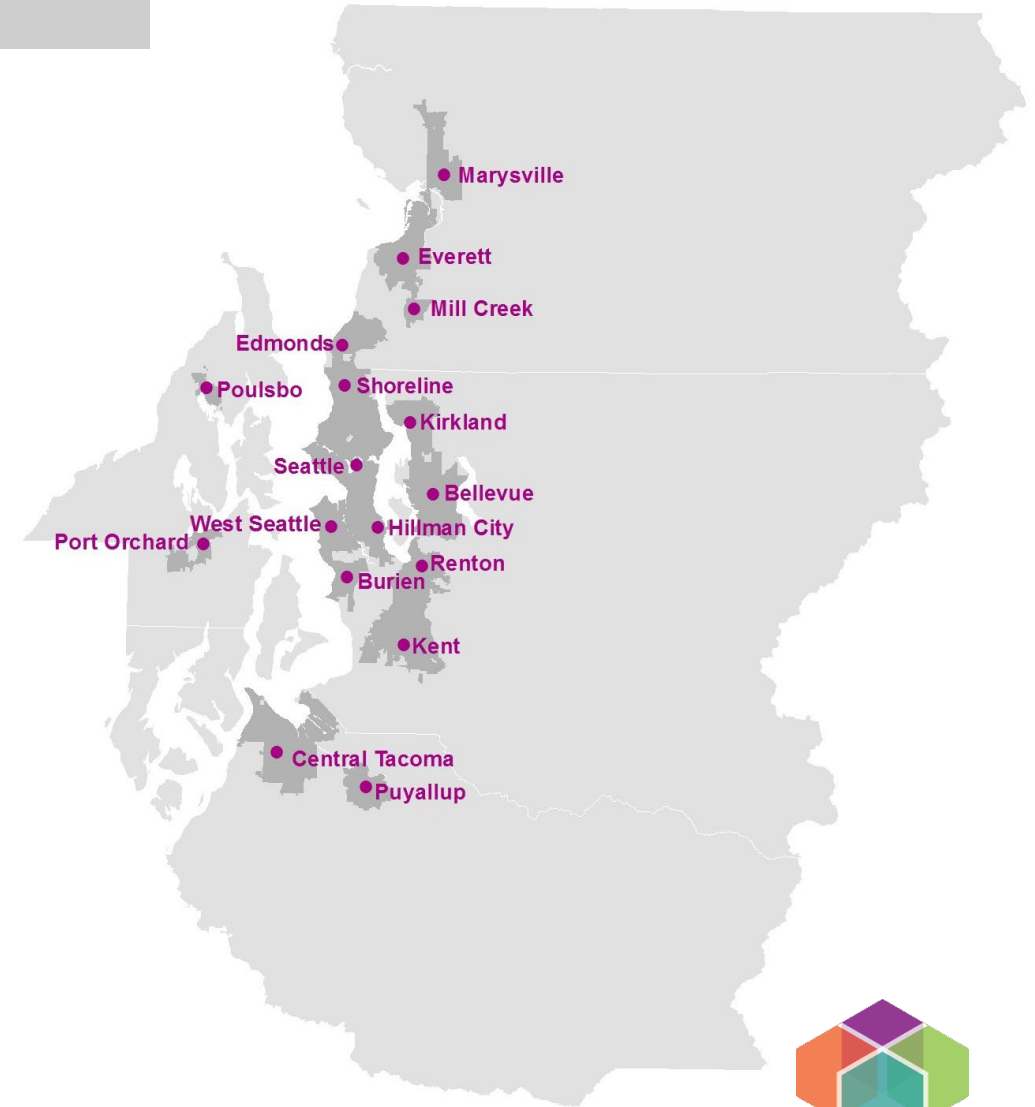 Marysville
Everett
Mill Creek
Edmonds
Shoreline
Poulsbo
Kirkland
Seattle
Bellevue
West Seattle
Hillman City
Port Orchard
Renton
Burien
Kent
Central Tacoma
Puyallup